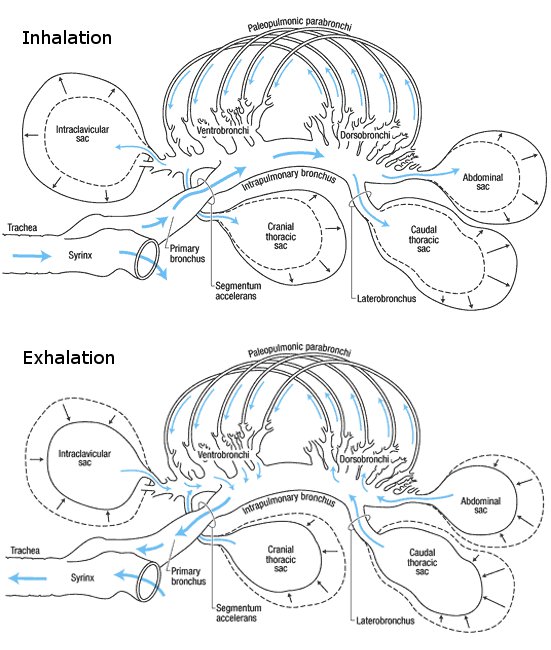 Inhalation
Paleopulmonic parabronchi
Intraclavicular
sac
Ventrobronchi
Dorsobronchi
Abdominal
sac
Intrapulmonary bronchus
Trachea
Syrinx
Primary
bronchus
Cranial
thoracic
sac
Caudal
thoracic
sac
Segmentum
accelerans
Laterobronchus
Exhalation
Paleopulmonic parabronchi
Intraclavicular
sac
Ventrobronchi
Dorsobronchi
Abdominal
sac
Intrapulmonary bronchus
Trachea
Syrinx
Primary
bronchus
Cranial
thoracic
sac
Caudal
thoracic
sac
Segmentum
accelerans
Laterobronchus